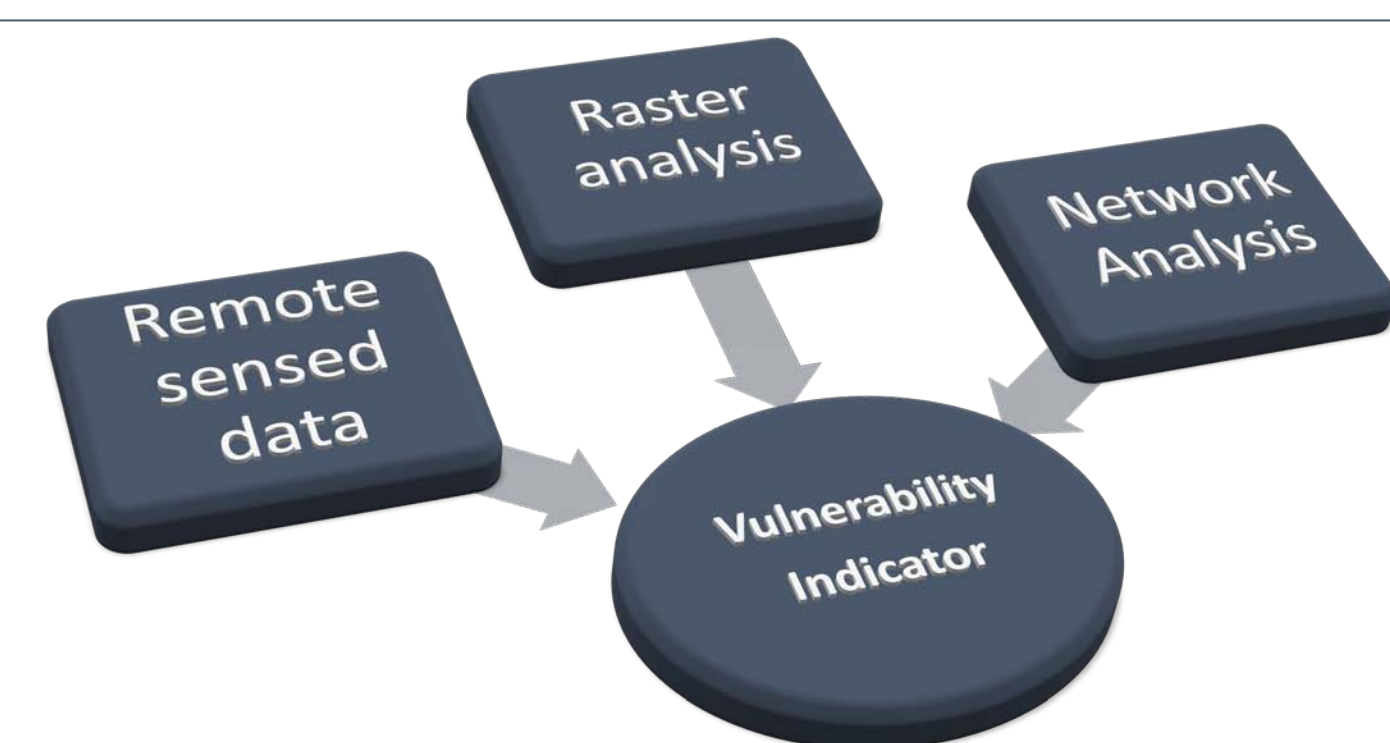 Raster
analysis
Network
Analysis
Remote
sensed
data
Vulnerability
Indicator